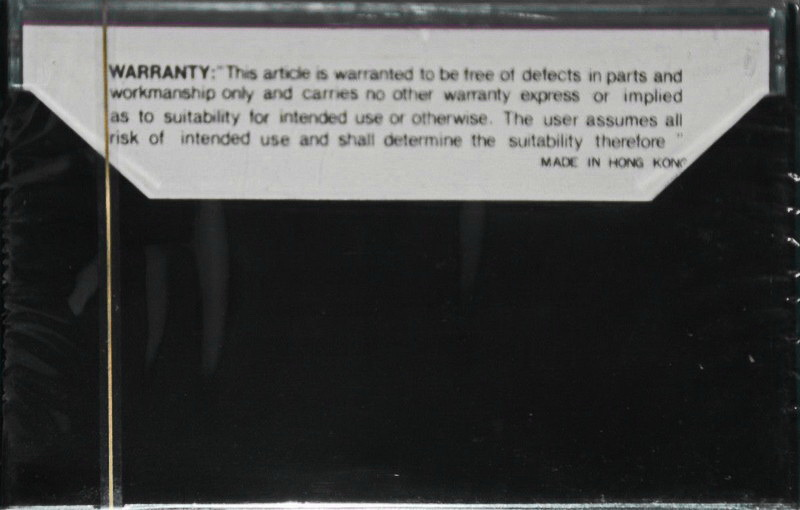 WARRANTY: "This article is warranted to be free of defects in parts and
workmanship only and carries no other warranty express or implied
as to suitability for intended use or otherwise. The user assumes all
risk of intended use and shall determine the suitability therefore "
MADE IN HONG KONG